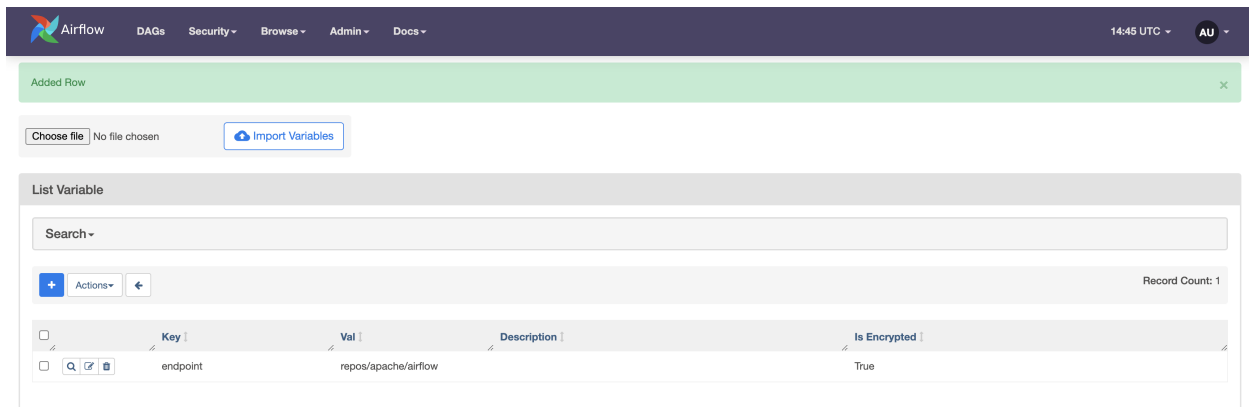 Airflow DAGs Security Browse Admin Docs 14:45 UTC AU
Added Row ×
Choose file No file chosen Import Variables
List Variable
Search
+ Actions Record Count: 1
Key Val Description Is Encrypted
endpoint repos/apache/airflow True